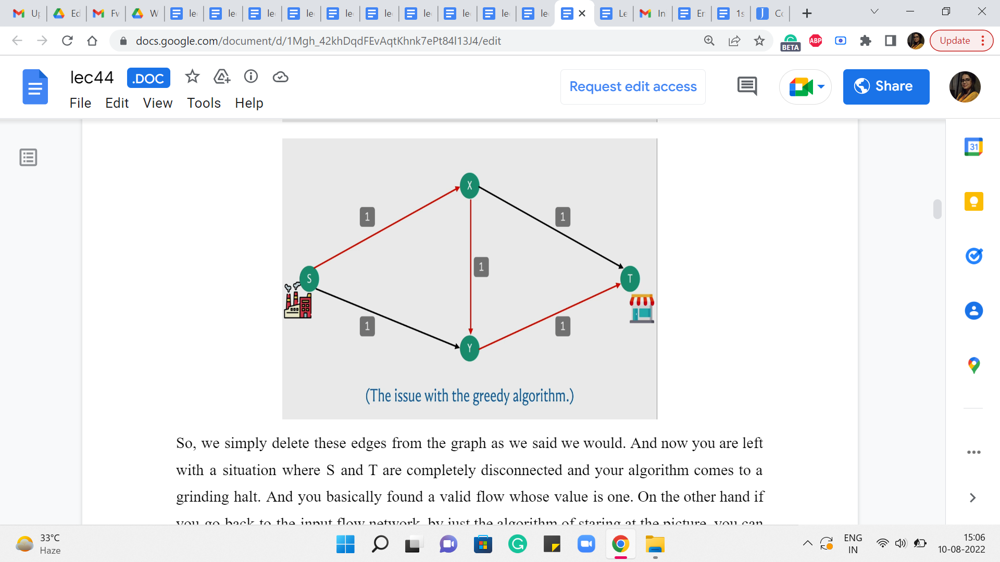 Up
Ed
Fw
W
le
le
le
le
le
le
le
le
le
le
Le
In
Er
1s
Co
docs.google.com/document/d/1Mgh_42khDqdFEvAqtKhnk7ePt84l13J4/edit
BETA
ABP
Update
lec44 .DOC
Request edit access
Share
File Edit View Tools Help
31
X
1
1
1
S
T
1
1
Y
(The issue with the greedy algorithm.)
So, we simply delete these edges from the graph as we said we would. And now you are left
with a situation where S and T are completely disconnected and your algorithm comes to a
grinding halt. And you basically found a valid flow whose value is one. On the other hand if
you go back to the input flow network, by just the algorithm of staring at the picture, you can
33°C
Haze
ENG
IN
15:06
10-08-2022